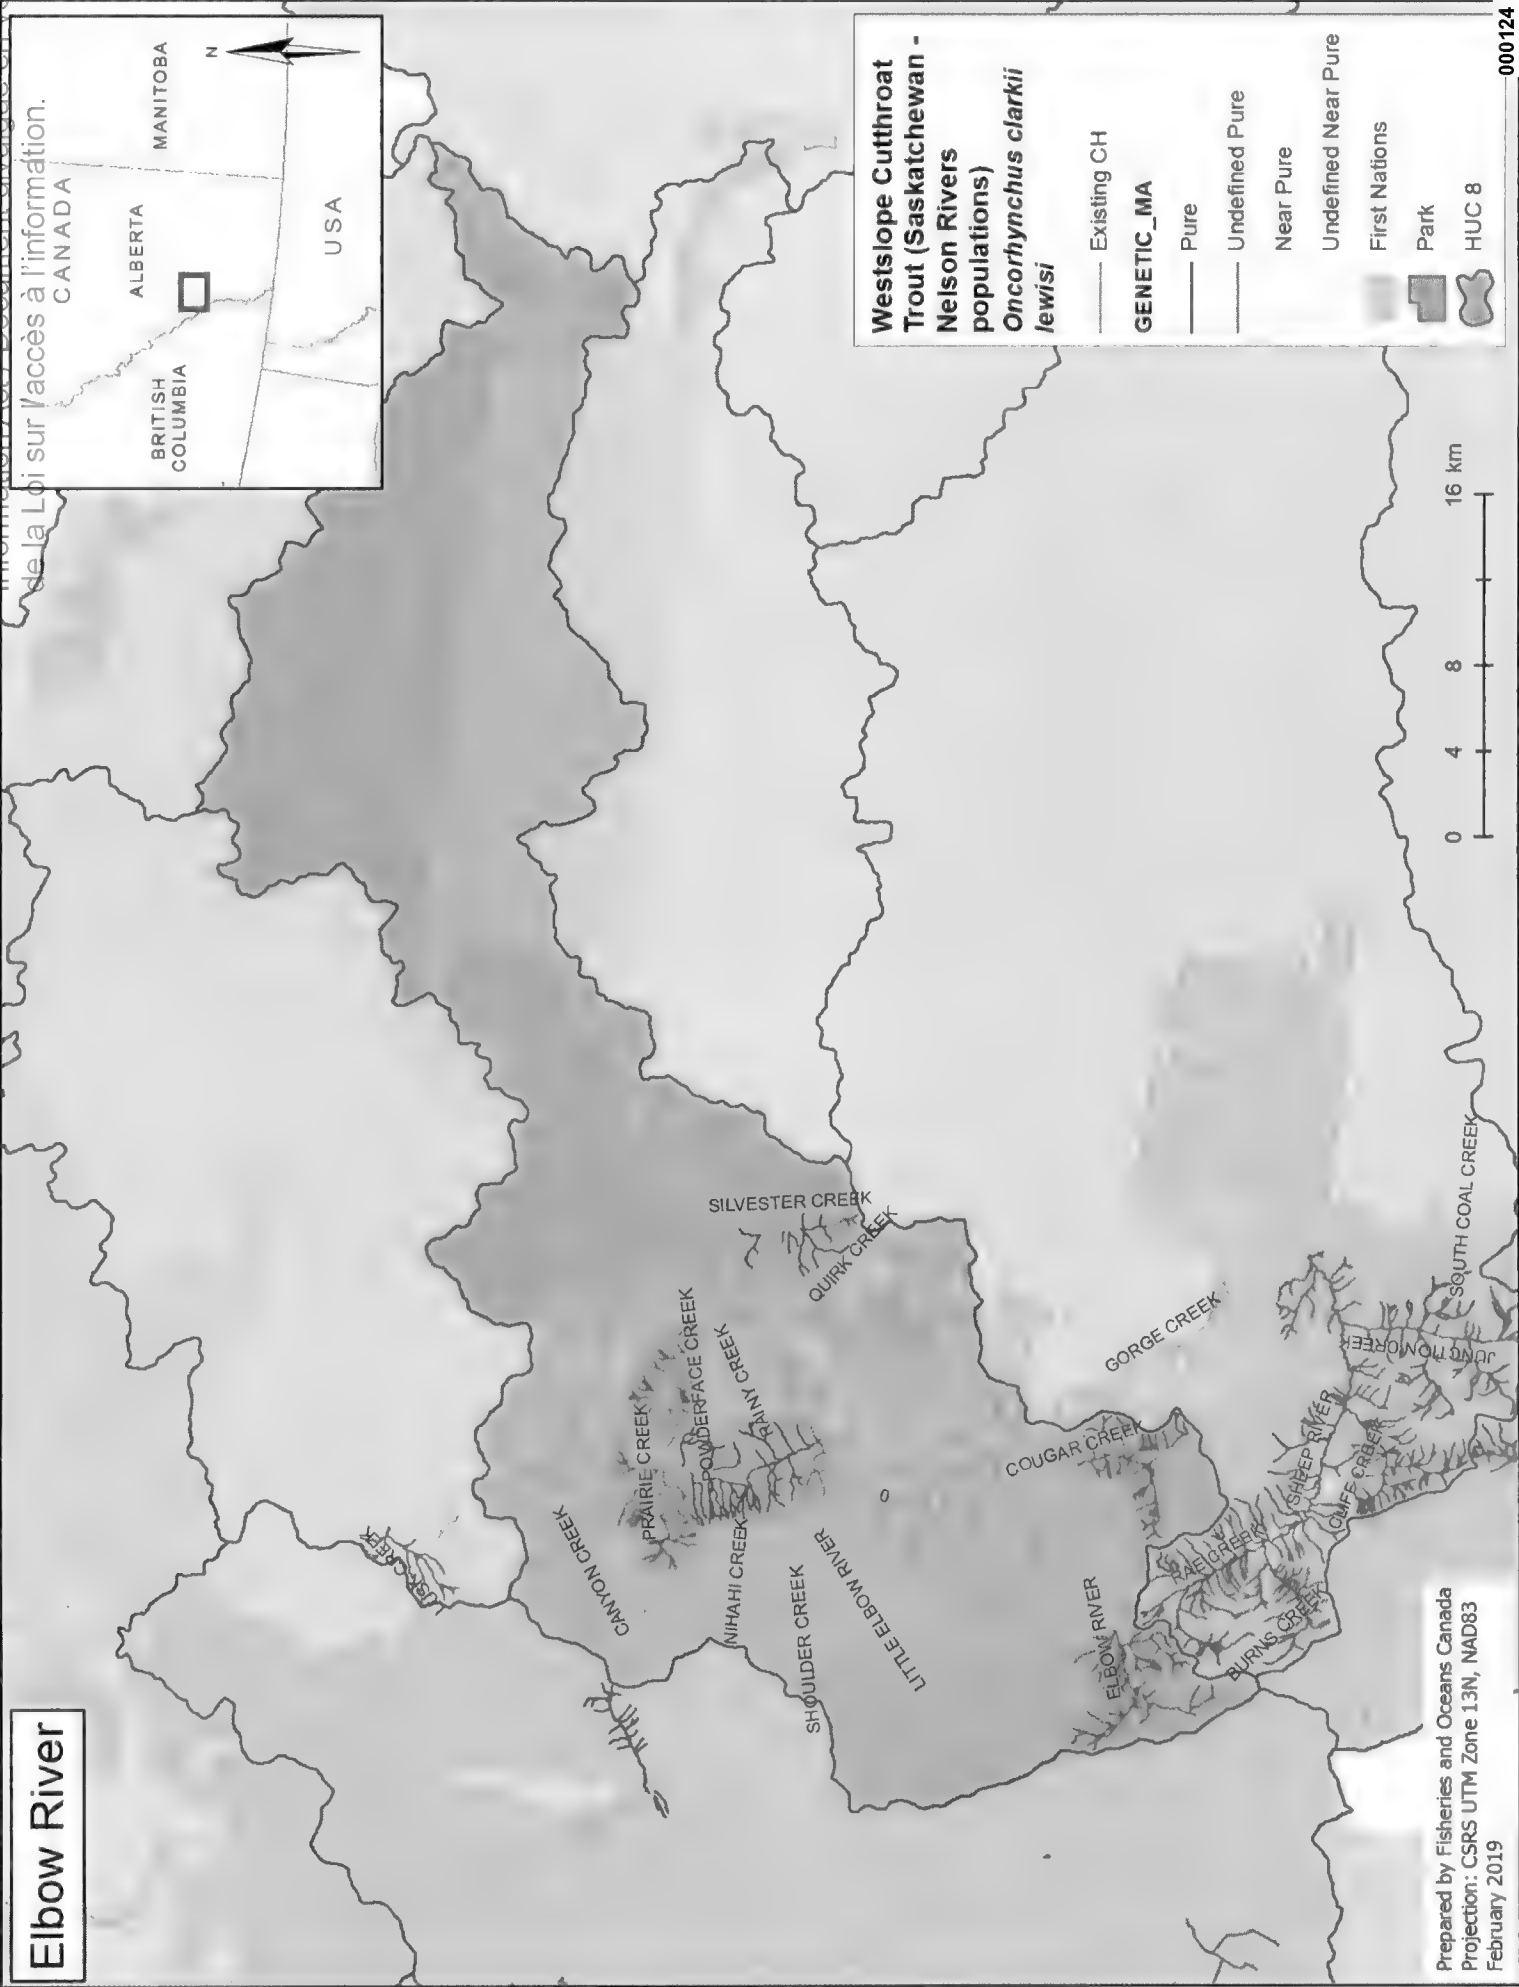 Elbow River
de la Loi sur l'accès à l'information.
CANADA
BRITISH
COLUMBIA
ALBERTA
MANITOBA
USA
N
CANYON CREEK
PRAIRIE CREEK
POWDERFACE CREEK
RAINY CREEK
NIHAHI CREEK
SILVESTER CREEK
QUIRK CREEK
SHOULDER CREEK
LITTLE ELBOW RIVER
0
COUGAR CREEK
GORGE CREEK
ELBOW RIVER
RAE CREEK
BURNS CREEK
SHEEP RIVER
CLIFF CREEK
JUNCTION CREEK
SOUTH COAL CREEK
Westslope Cutthroat
Trout (Saskatchewan -
Nelson Rivers
populations)
Oncorhynchus clarkii
lewisi
Existing CH
GENETIC_MA
Pure
Undefined Pure
Near Pure
Undefined Near Pure
First Nations
Park
HUC 8
0 4 8 16 km
Prepared by Fisheries and Oceans Canada
Projection: CSRS UTM Zone 13N, NAD83
February 2019
000124